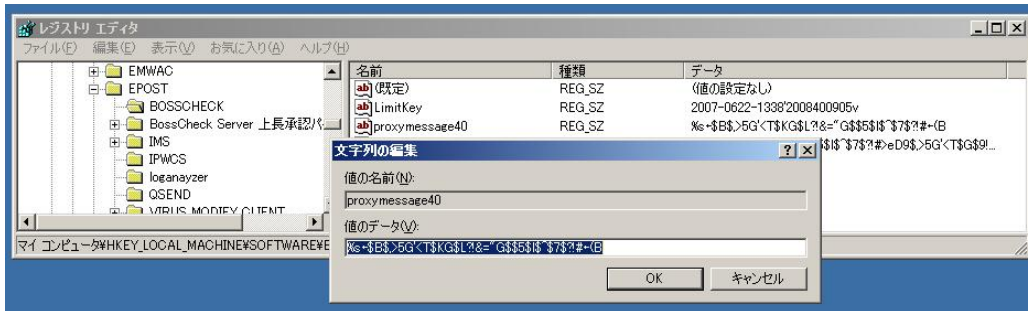 レジストリ エディタ
ファイル(F) 編集(E) 表示(V) お気に入り(A) ヘルプ(H)
EMWAC
EPOST
BOSSCHECK
BossCheck Server 上長承認パ
IMS
IPWCS
loganayzer
QSEND
VIRUS MODIFY CLIENT
名前 種類 データ
(既定) REG_SZ (値の設定なし)
LimitKey REG_SZ 2007-0622-1338'2008400905v
proxymessage40 REG_SZ %s←$B$,>5G'<T$KG$L?!&="G$$5$l$^$7$?!#←(B
マイ コンピュータ¥HKEY_LOCAL_MACHINE¥SOFTWARE¥E
文字列の編集
値の名前(N):
proxymessage40
値のデータ(V):
%s←$B$,>5G'<T$KG$L?!&="G$$5$l$^$7$?!#←(B
OK キャンセル